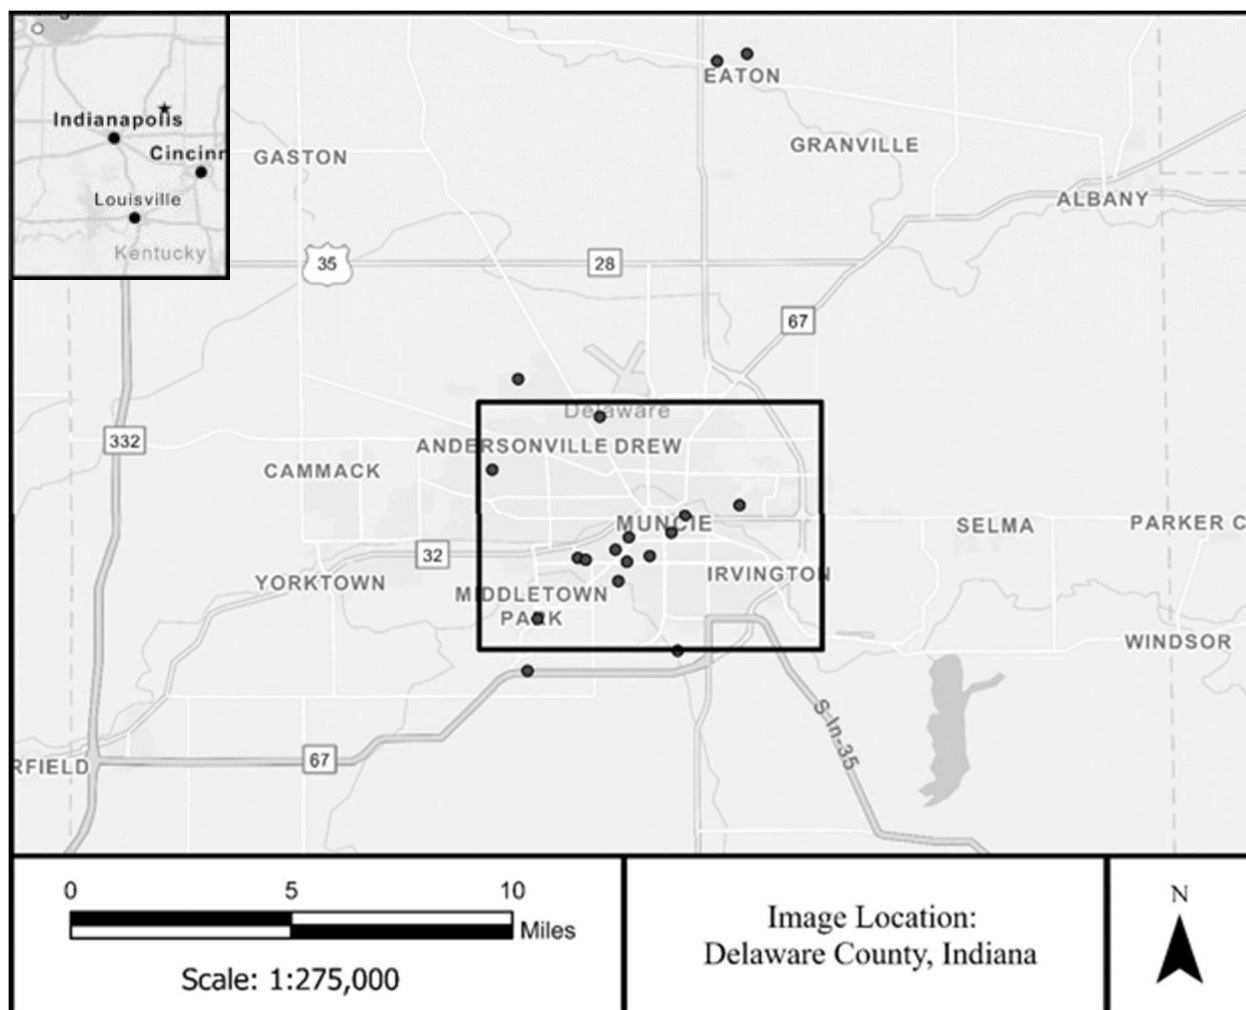 Indianapolis
Cincinr
Louisville
Kentucky
EATON
GASTON
GRANVILLE
ALBANY
35
28
67
Delaware
332
ANDERSONVILLE DREW
CAMMACK
MUNCIE
SELMA
PARKER C
32
YORKTOWN
IRVINGTON
MIDDLETOWN
PARK
WINDSOR
S In-35
67
RFIELD
0 5 10
Miles
Scale: 1:275,000
Image Location:
Delaware County, Indiana
N